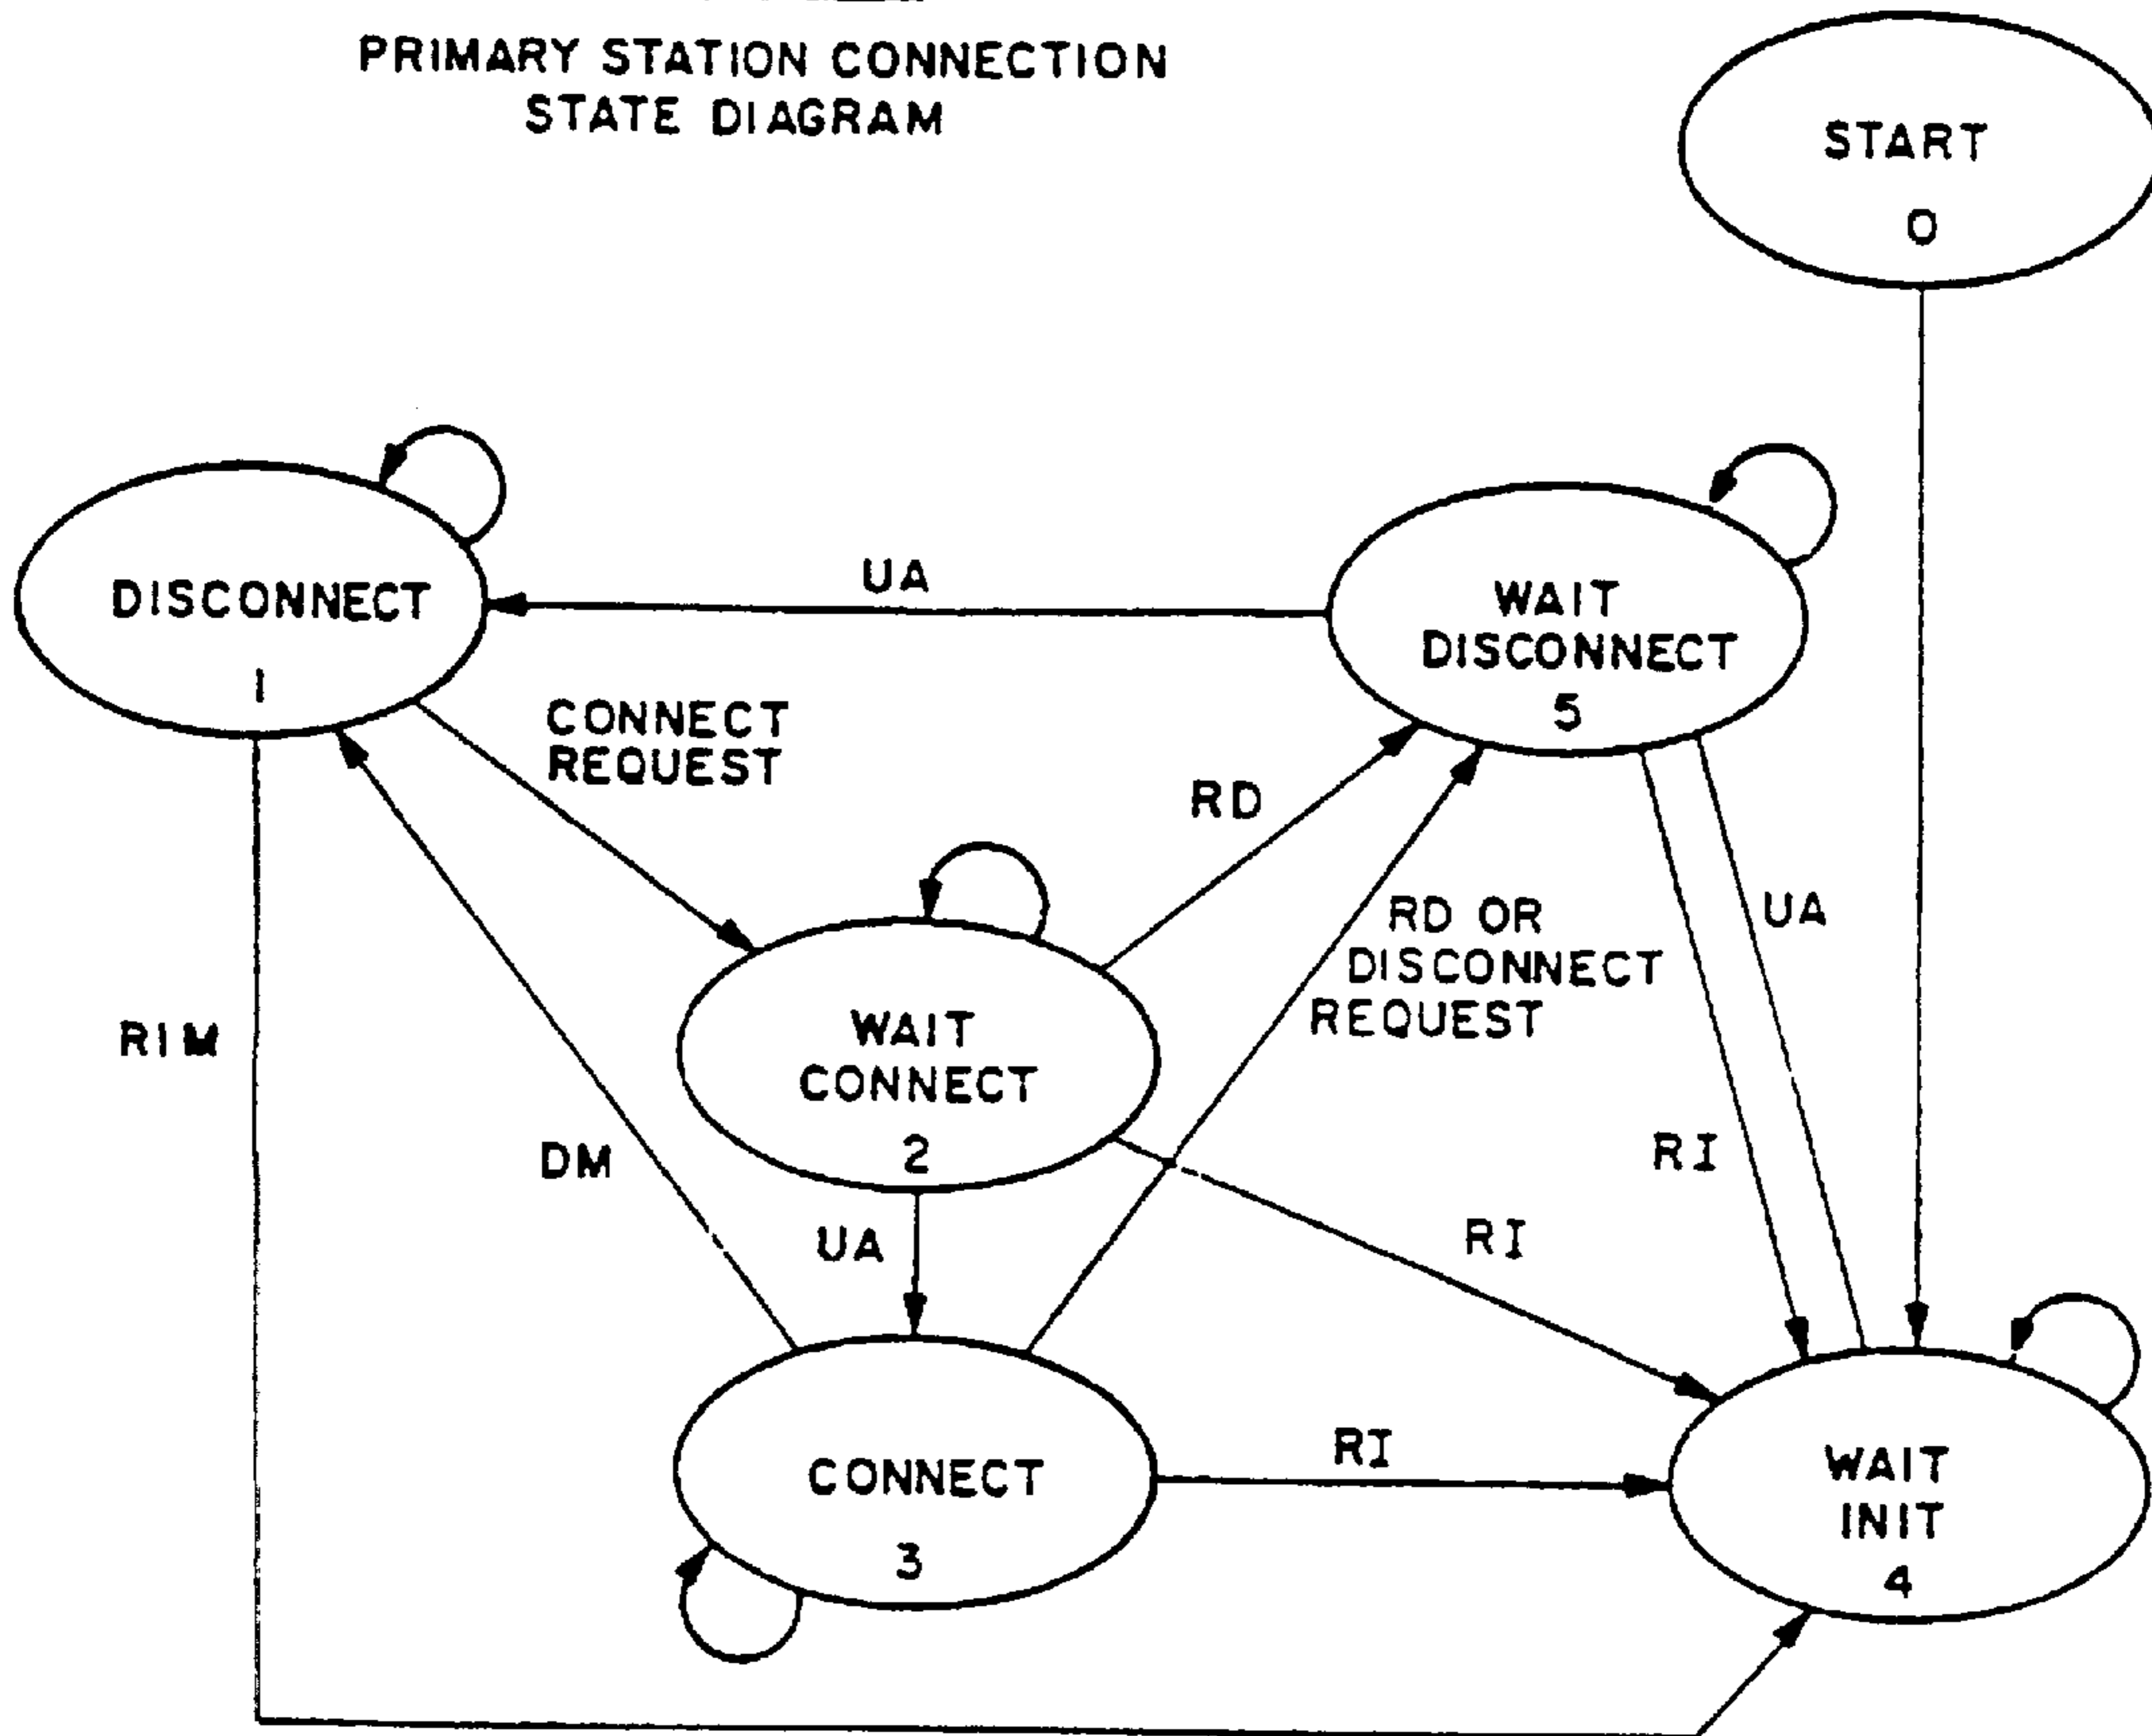 PRIMARY STATION CONNECTION
STATE DIAGRAM
START
0
DISCONNECT
1
UA
WAIT
DISCONNECT
5
CONNECT
REQUEST
RD
RD OR
DISCONNECT
REQUEST
UA
WAIT
CONNECT
2
RIM
DM
UA
RI
RI
CONNECT
3
RI
WAIT
INIT
4